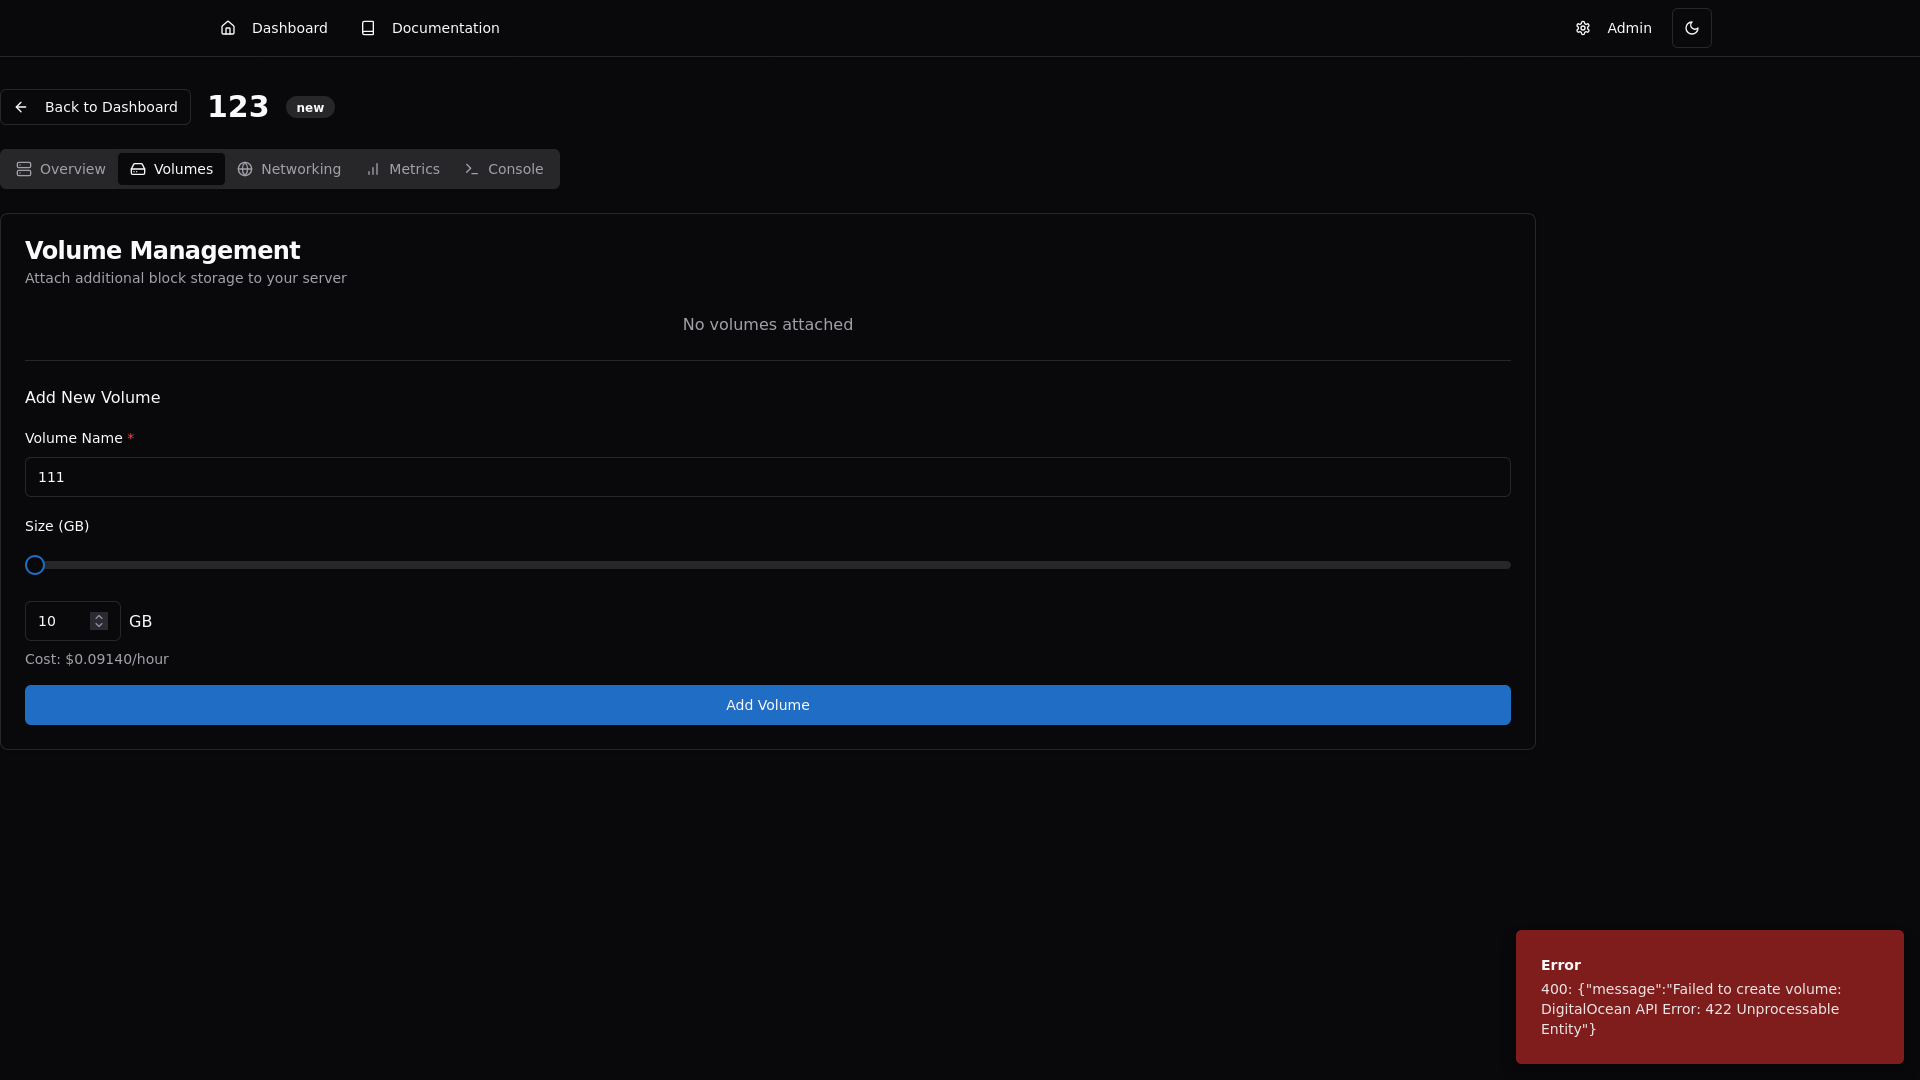 Dashboard
Documentation
Admin
Back to Dashboard
123
new
Overview
Volumes
Networking
Metrics
Console
Volume Management
Attach additional block storage to your server
No volumes attached
Add New Volume
Volume Name *
111
Size (GB)
10
GB
Cost: $0.09140/hour
Add Volume
Error
400: {"message":"Failed to create volume:
DigitalOcean API Error: 422 Unprocessable
Entity"}